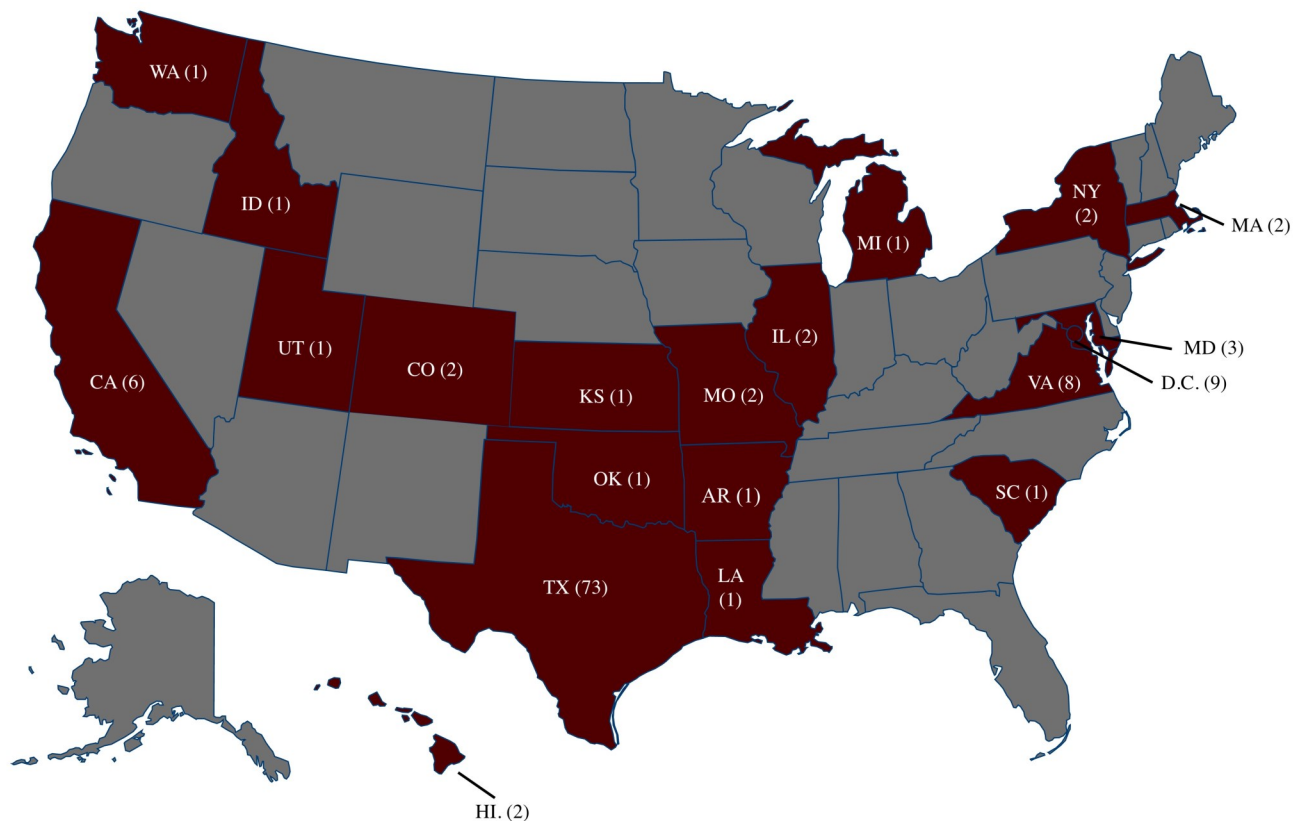 WA (1)
ID (1)
MI (1)
NY
(2)
MA (2)
CA (6)
UT (1)
CO (2)
KS (1)
MO (2)
IL (2)
MD (3)
D.C. (9)
VA (8)
OK (1)
AR (1)
SC (1)
TX (73)
LA
(1)
HI. (2)